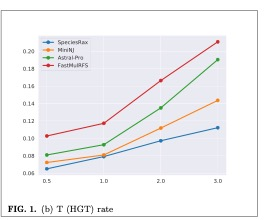 SpeciesRax
MiniNJ
Astral-Pro
FastMulRFS
0.20
0.18
0.16
0.14
0.12
0.10
0.08
0.06
0.5 1.0 2.0 3.0
FIG. 1. (b) T (HGT) rate